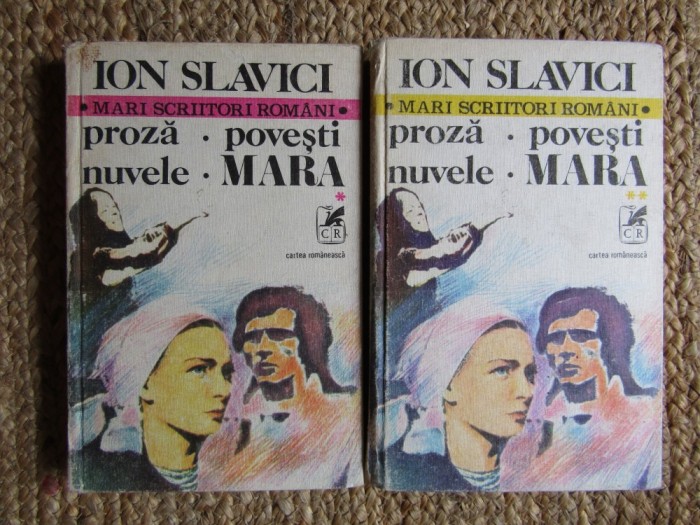 ION SLAVICI
• MARI SCRIITORI ROMÂNI •
proză • povești
nuvele • MARA
*
CR
cartea românească
ION SLAVICI
• MARI SCRIITORI ROMÂNI •
proză • povești
nuvele • MARA
**
CR
cartea românească